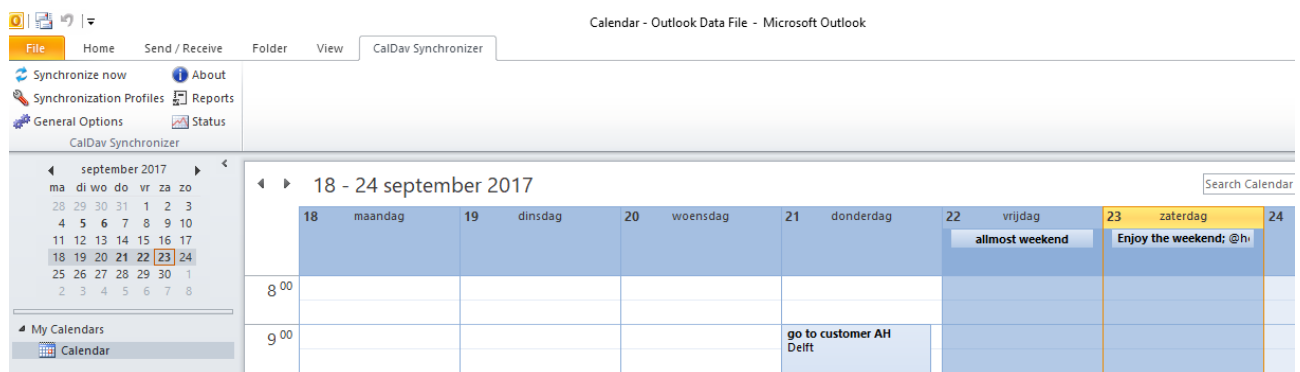 Calendar - Outlook Data File - Microsoft Outlook
File Home Send / Receive Folder View CalDav Synchronizer
Synchronize now About
Synchronization Profiles Reports
General Options Status
CalDav Synchronizer
september 2017
ma di wo do vr za zo
28 29 30 31 1 2 3
4 5 6 7 8 9 10
11 12 13 14 15 16 17
18 19 20 21 22 23 24
25 26 27 28 29 30 1
2 3 4 5 6 7 8
My Calendars
Calendar
18 - 24 september 2017
Search Calendar
18 maandag 19 dinsdag 20 woensdag 21 donderdag 22 vrijdag 23 zaterdag 24
allmost weekend Enjoy the weekend;
8 00
9 00
go to customer AH
Delft